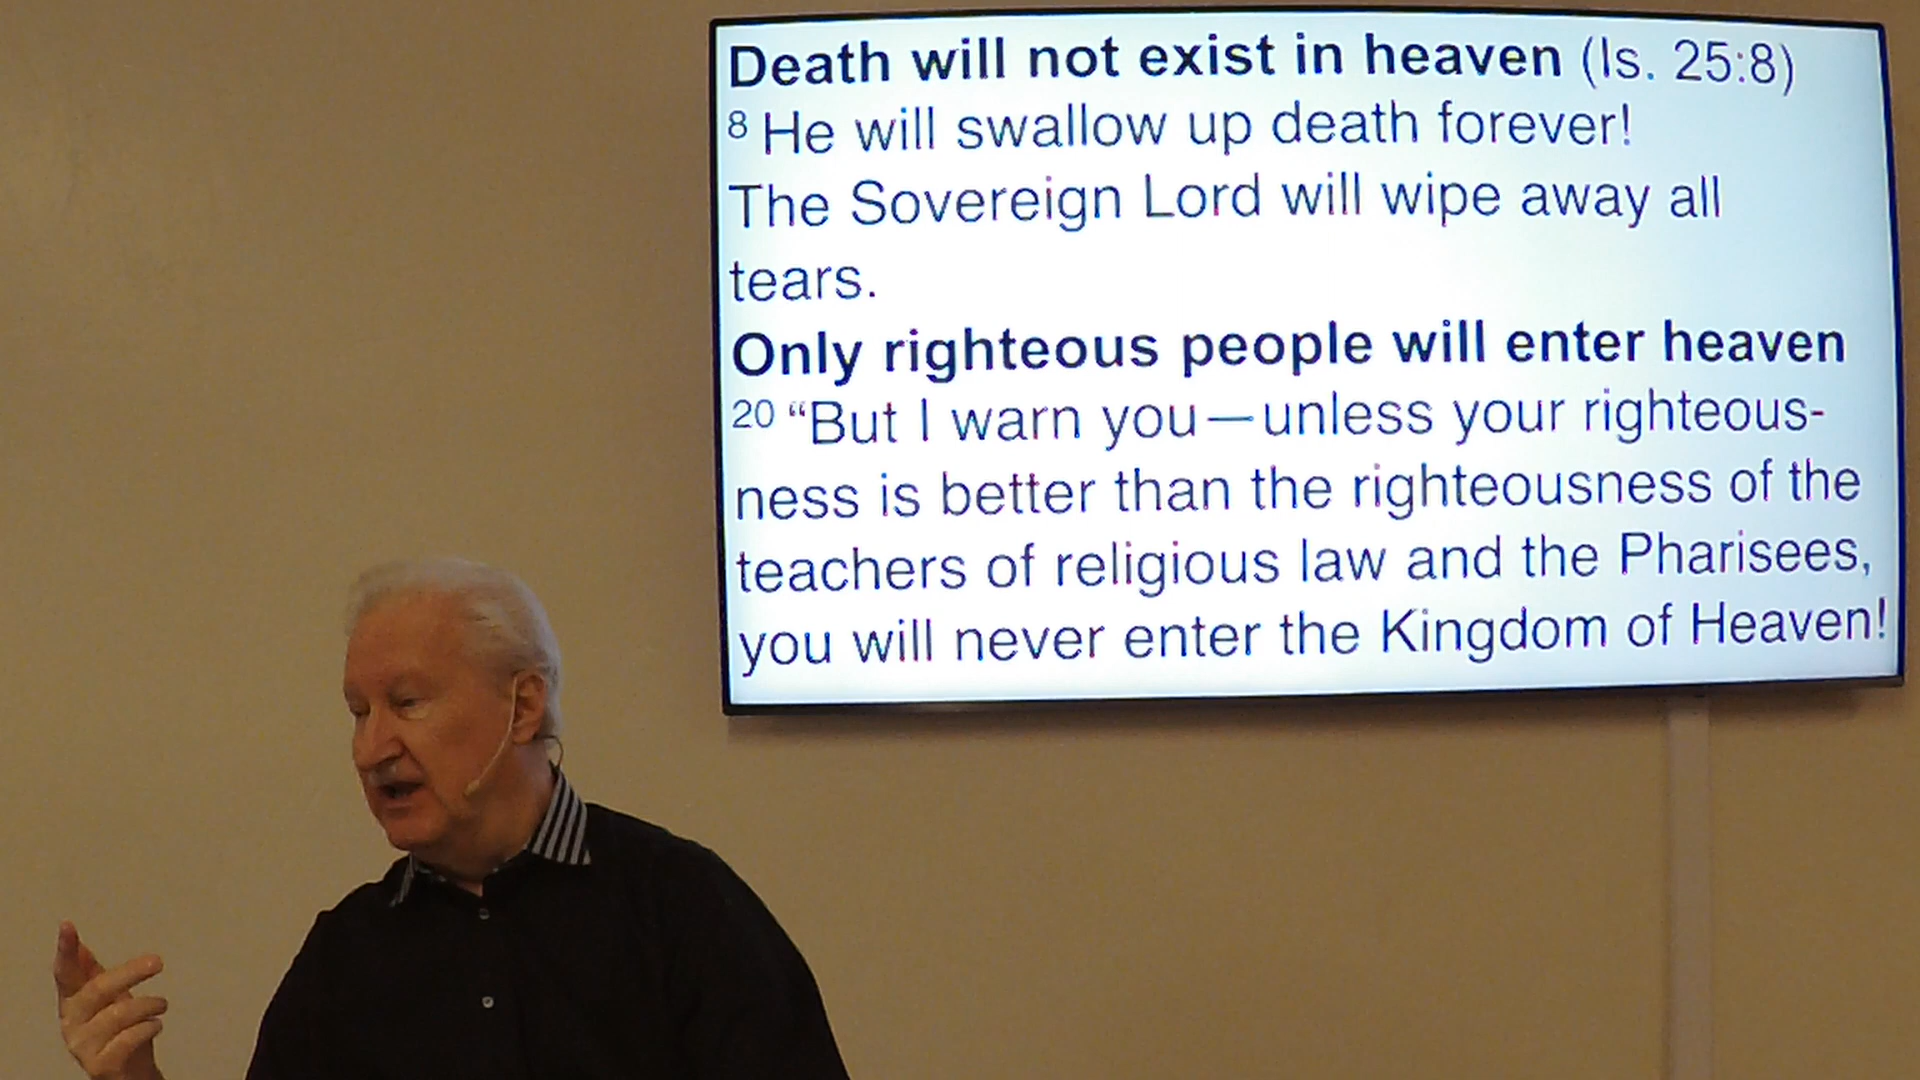 Death will not exist in heaven (Is. 25:8)
8 He will swallow up death forever!
The Sovereign Lord will wipe away all
tears.
Only righteous people will enter heaven
20 “But I warn you—unless your righteous-
ness is better than the righteousness of the
teachers of religious law and the Pharisees,
you will never enter the Kingdom of Heaven!